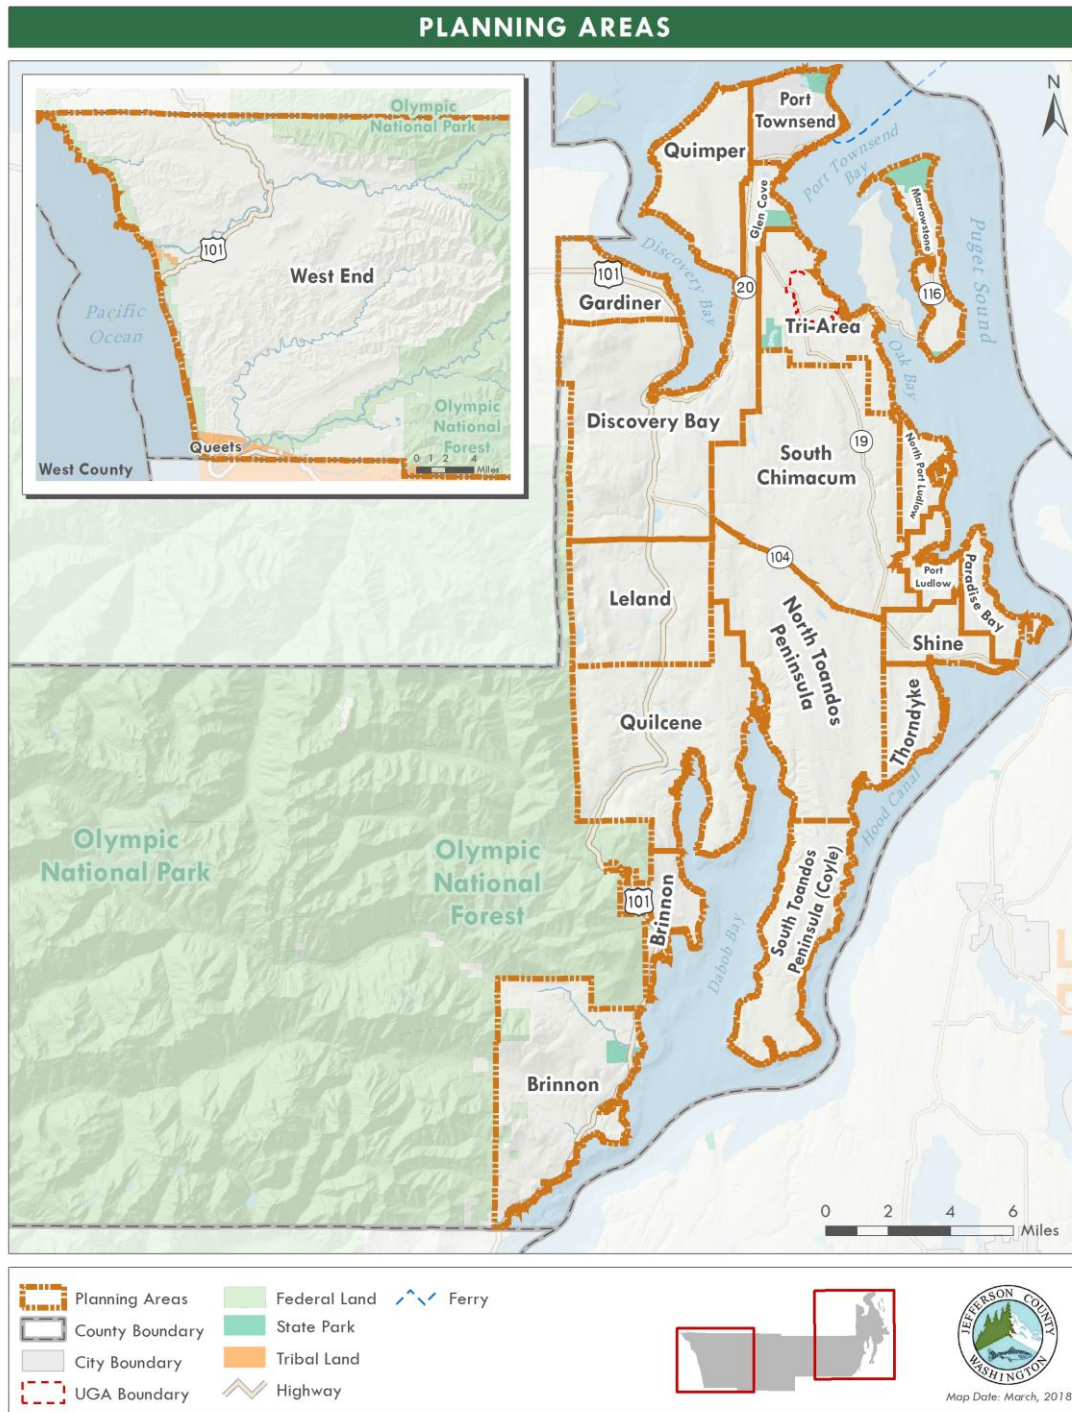 PLANNING AREAS
Olympic
National Park
101
West End
Pacific
Ocean
Olympic
National
Forest
Queets
West County
0 1 2 4
Miles
N
Port
Townsend
Quimper
Port Townsend
Bay
Glen Cove
Marrowstone
Puget Sound
Discovery Bay
101
Gardiner
20
116
Tri-Area
Oak Bay
Discovery Bay
19
South
Chimacum
North Port Ludlow
104
Port
Ludlow
Paradise Bay
Leland
North Toandos
Peninsula
Shine
Quilcene
Thorndyke
Hood Canal
Olympic
National Park
Olympic
National
Forest
101
Brinnon
South Toandos
Peninsula (Coyle)
Dabob Bay
Brinnon
0 2 4 6
Miles
Planning Areas
County Boundary
City Boundary
UGA Boundary
Federal Land
State Park
Tribal Land
Highway
Ferry
JEFFERSON COUNTY
WASHINGTON
Map Date: March, 2018